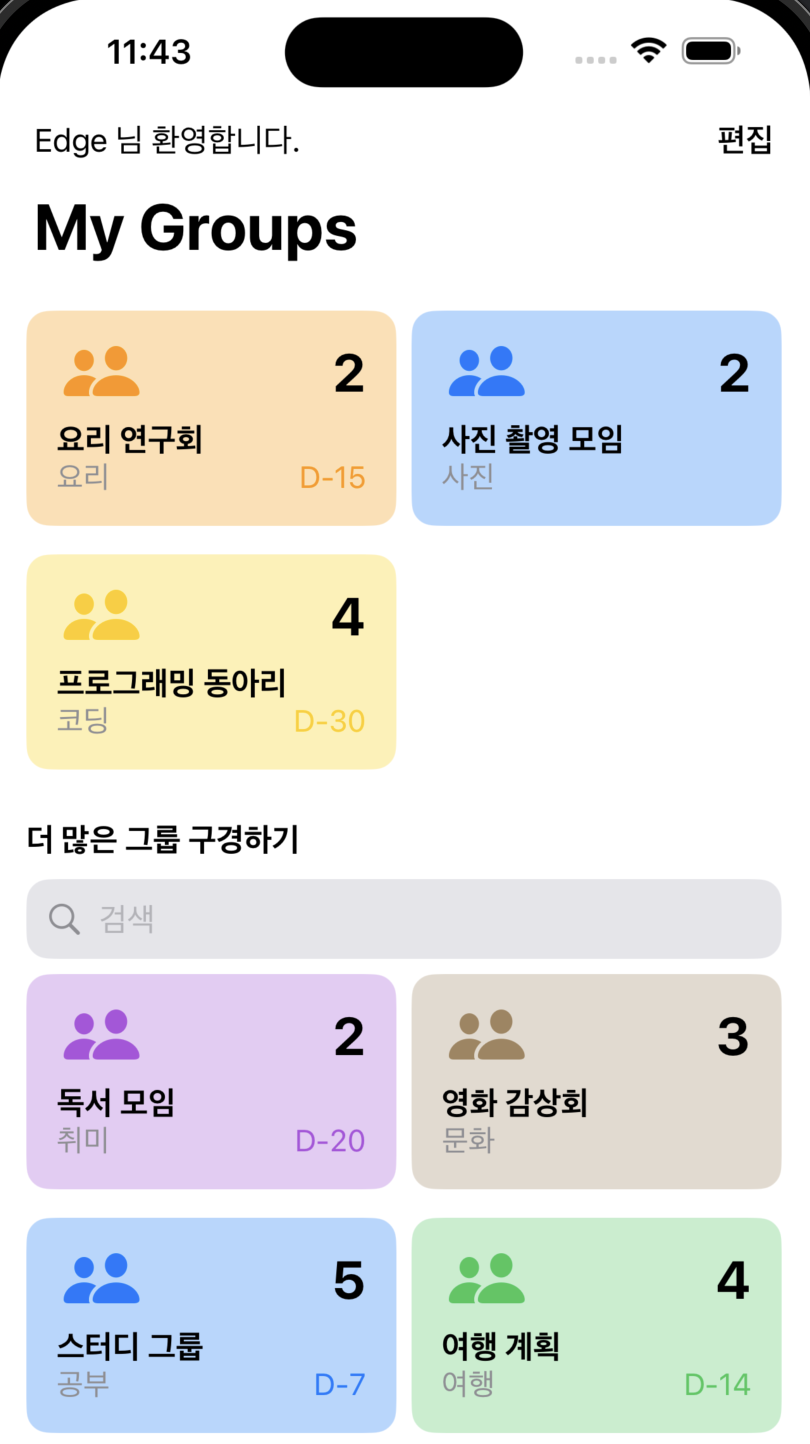 11:43
Edge 님 환영합니다.
편집
My Groups
2
요리 연구회
요리
D-15
2
사진 촬영 모임
사진
4
프로그래밍 동아리
코딩
D-30
더 많은 그룹 구경하기
검색
2
독서 모임
취미
D-20
3
영화 감상회
문화
5
스터디 그룹
공부
D-7
4
여행 계획
여행
D-14